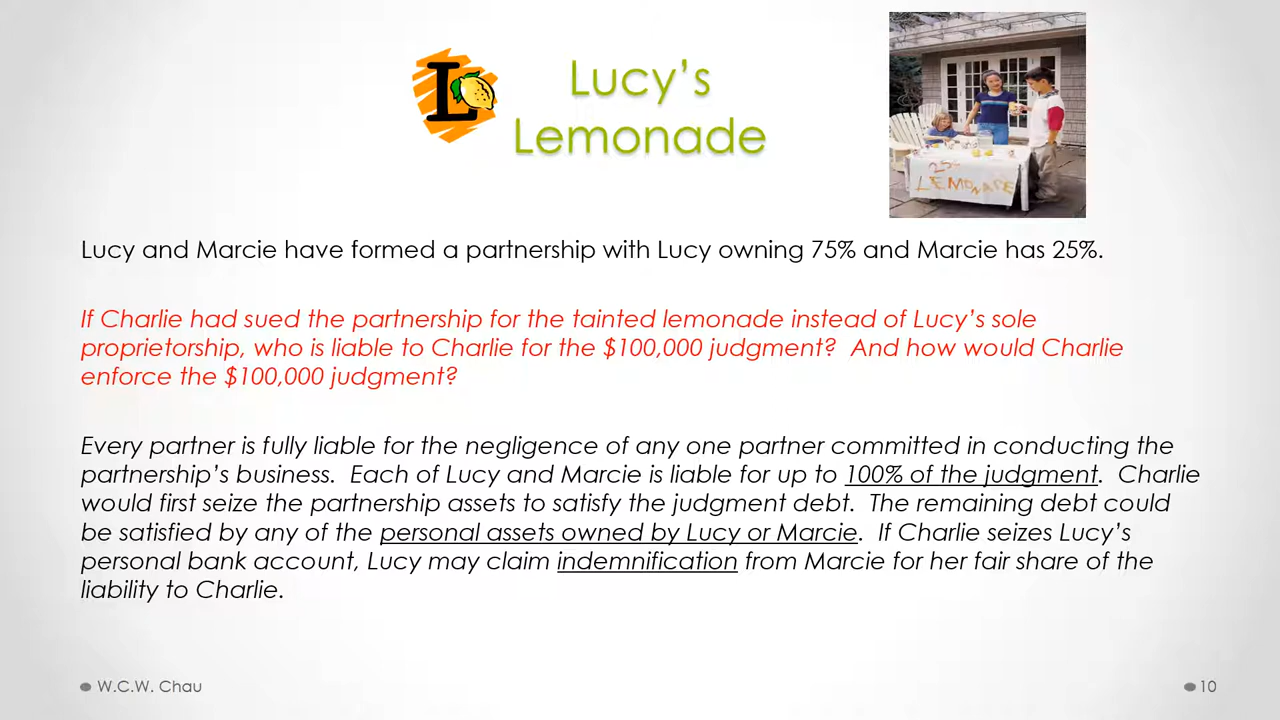 L
Lucy's
Lemonade
25¢
LEMONADE
Lucy and Marcie have formed a partnership with Lucy owning 75% and Marcie has 25%.
If Charlie had sued the partnership for the tainted lemonade instead of Lucy's sole
proprietorship, who is liable to Charlie for the $100,000 judgment?  And how would Charlie
enforce the $100,000 judgment?
Every partner is fully liable for the negligence of any one partner committed in conducting the
partnership's business.  Each of Lucy and Marcie is liable for up to 100% of the judgment.  Charlie
would first seize the partnership assets to satisfy the judgment debt.  The remaining debt could
be satisfied by any of the personal assets owned by Lucy or Marcie.  If Charlie seizes Lucy's
personal bank account, Lucy may claim indemnification from Marcie for her fair share of the
liability to Charlie.
W.C.W. Chau
10